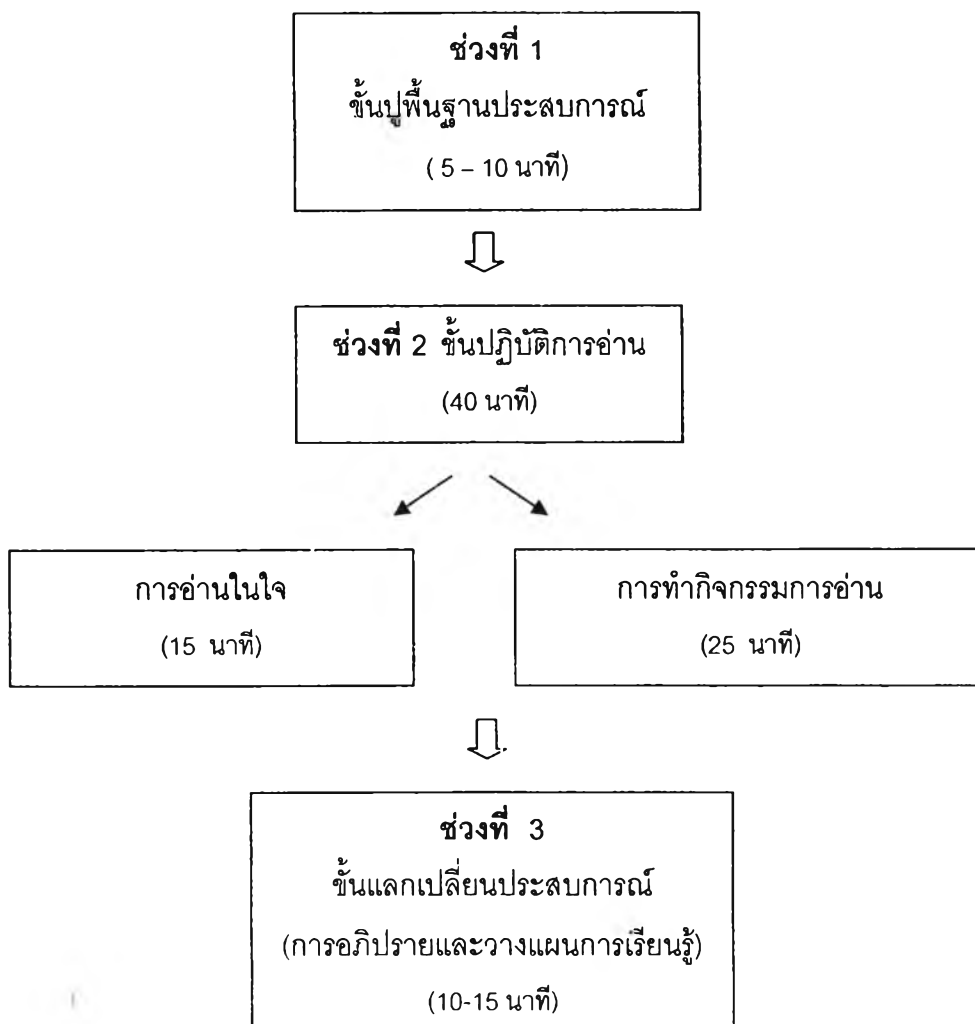 ช่วงที่ 1
ขั้นปูพื้นฐานประสบการณ์
( 5 – 10 นาที)
ช่วงที่ 2 ขั้นปฏิบัติการอ่าน
(40 นาที)
การอ่านในใจ
(15 นาที)
การทำกิจกรรมการอ่าน
(25 นาที)
ช่วงที่ 3
ขั้นแลกเปลี่ยนประสบการณ์
(การอภิปรายและวางแผนการเรียนรู้)
(10-15 นาที)